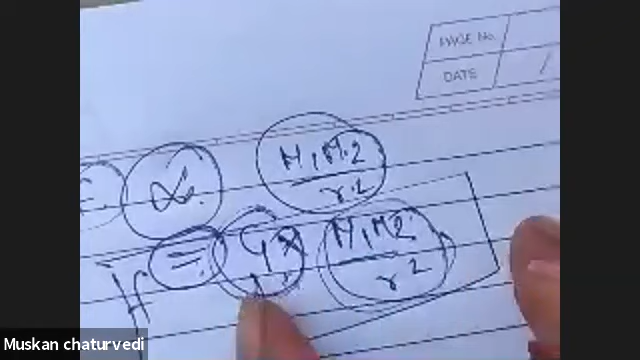 PAGE No.
DATE /
F ∝ M1M2/r2
F = G × M1M2/r2
Muskan chaturvedi